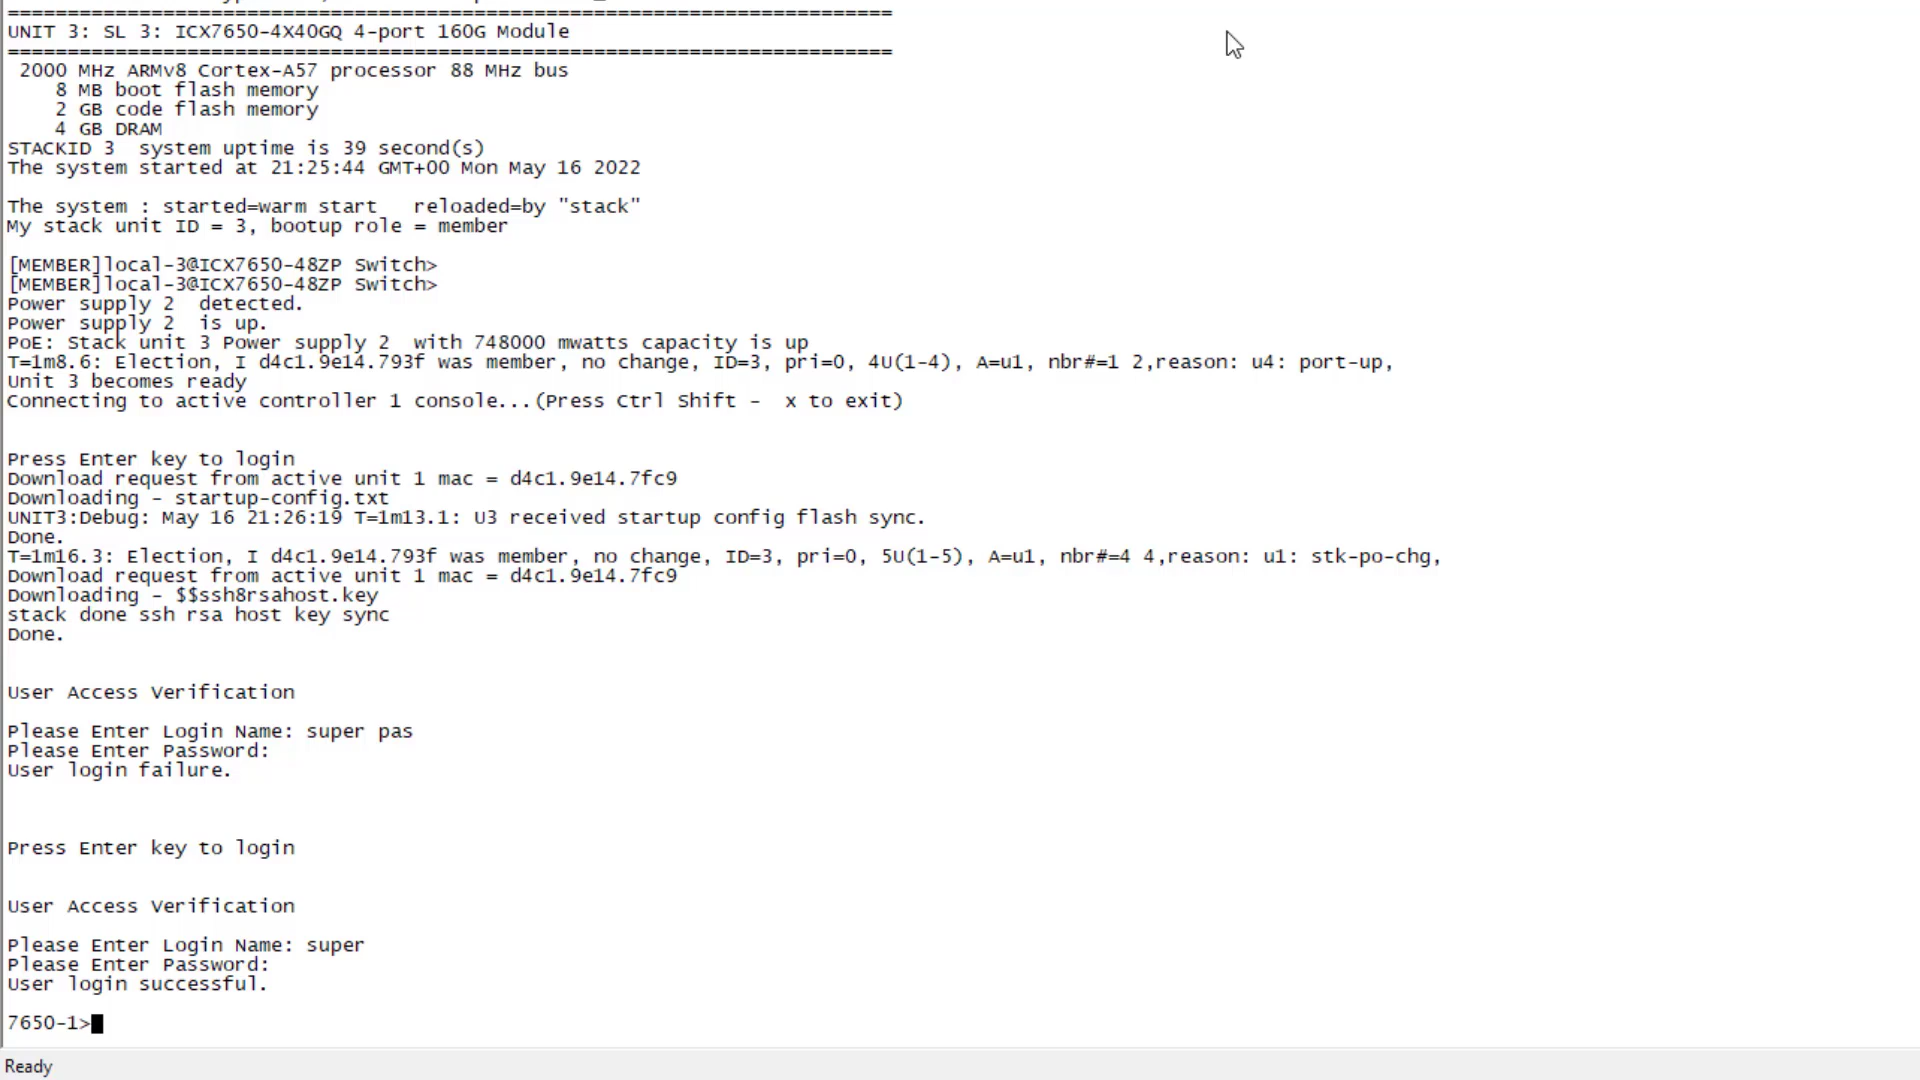 ================================================================================
UNIT 3: SL 3: ICX7650-4X40GQ 4-port 160G Module
================================================================================
2000 MHz ARMv8 Cortex-A57 processor 88 MHz bus
8 MB boot flash memory
2 GB code flash memory
4 GB DRAM
STACKID 3  system uptime is 39 second(s)
The system started at 21:25:44 GMT+00 Mon May 16 2022
The system : started=warm start   reloaded=by "stack"
My stack unit ID = 3, bootup role = member
[MEMBER]local-3@ICX7650-48ZP Switch>
[MEMBER]local-3@ICX7650-48ZP Switch>
Power supply 2  detected.
Power supply 2  is up.
PoE: Stack unit 3 Power supply 2  with 748000 mwatts capacity is up
T=1m8.6: Election, I d4c1.9e14.793f was member, no change, ID=3, pri=0, 4U(1-4), A=u1, nbr#=1 2,reason: u4: port-up,
Unit 3 becomes ready
Connecting to active controller 1 console...(Press Ctrl Shift -  x to exit)
Press Enter key to login
Download request from active unit 1 mac = d4c1.9e14.7fc9
Downloading - startup-config.txt
UNIT3:Debug: May 16 21:26:19 T=1m13.1: U3 received startup config flash sync.
Done.
T=1m16.3: Election, I d4c1.9e14.793f was member, no change, ID=3, pri=0, 5U(1-5), A=u1, nbr#=4 4,reason: u1: stk-po-chg,
Download request from active unit 1 mac = d4c1.9e14.7fc9
Downloading - $$ssh8rsahost.key
stack done ssh rsa host key sync
Done.
User Access Verification
Please Enter Login Name: super pas
Please Enter Password:
User login failure.
Press Enter key to login
User Access Verification
Please Enter Login Name: super
Please Enter Password:
User login successful.
7650-1>
Ready